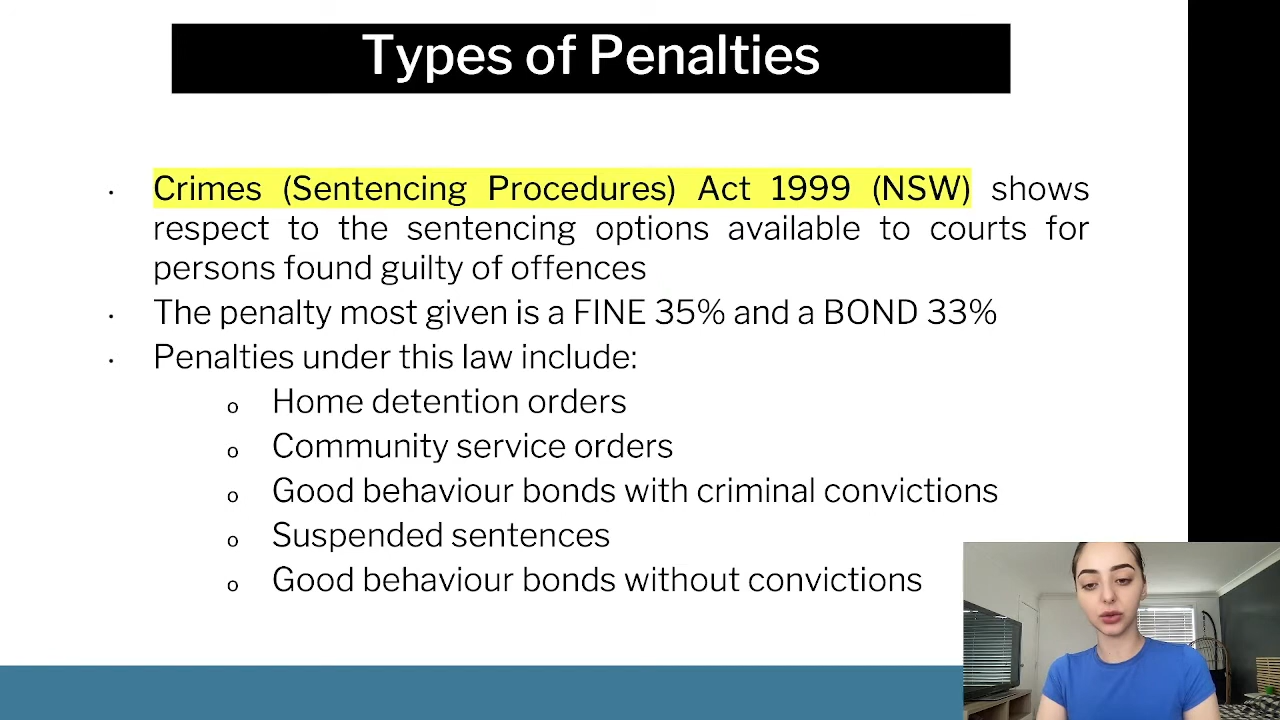 Types of Penalties
· Crimes (Sentencing Procedures) Act 1999 (NSW) shows
respect to the sentencing options available to courts for
persons found guilty of offences
· The penalty most given is a FINE 35% and a BOND 33%
· Penalties under this law include:
o Home detention orders
o Community service orders
o Good behaviour bonds with criminal convictions
o Suspended sentences
o Good behaviour bonds without convictions